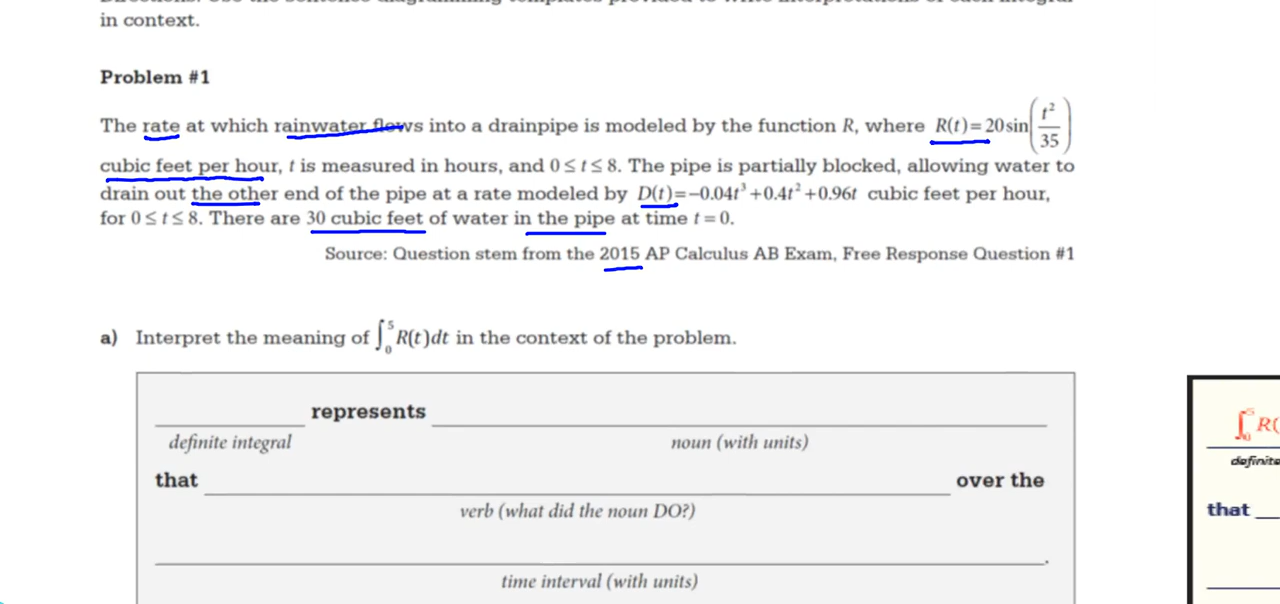 in context.
Problem #1
The rate at which rainwater flows into a drainpipe is modeled by the function R, where R(t)=20sin(t²/35)
cubic feet per hour, t is measured in hours, and 0≤t≤8. The pipe is partially blocked, allowing water to
drain out the other end of the pipe at a rate modeled by D(t)=−0.04t³+0.4t²+0.96t cubic feet per hour,
for 0≤t≤8. There are 30 cubic feet of water in the pipe at time t=0.
Source: Question stem from the 2015 AP Calculus AB Exam, Free Response Question #1
a) Interpret the meaning of ∫₀⁵R(t)dt in the context of the problem.
represents
definite integral noun (with units)
that over the
verb (what did the noun DO?)
.
time interval (with units)
R(
that